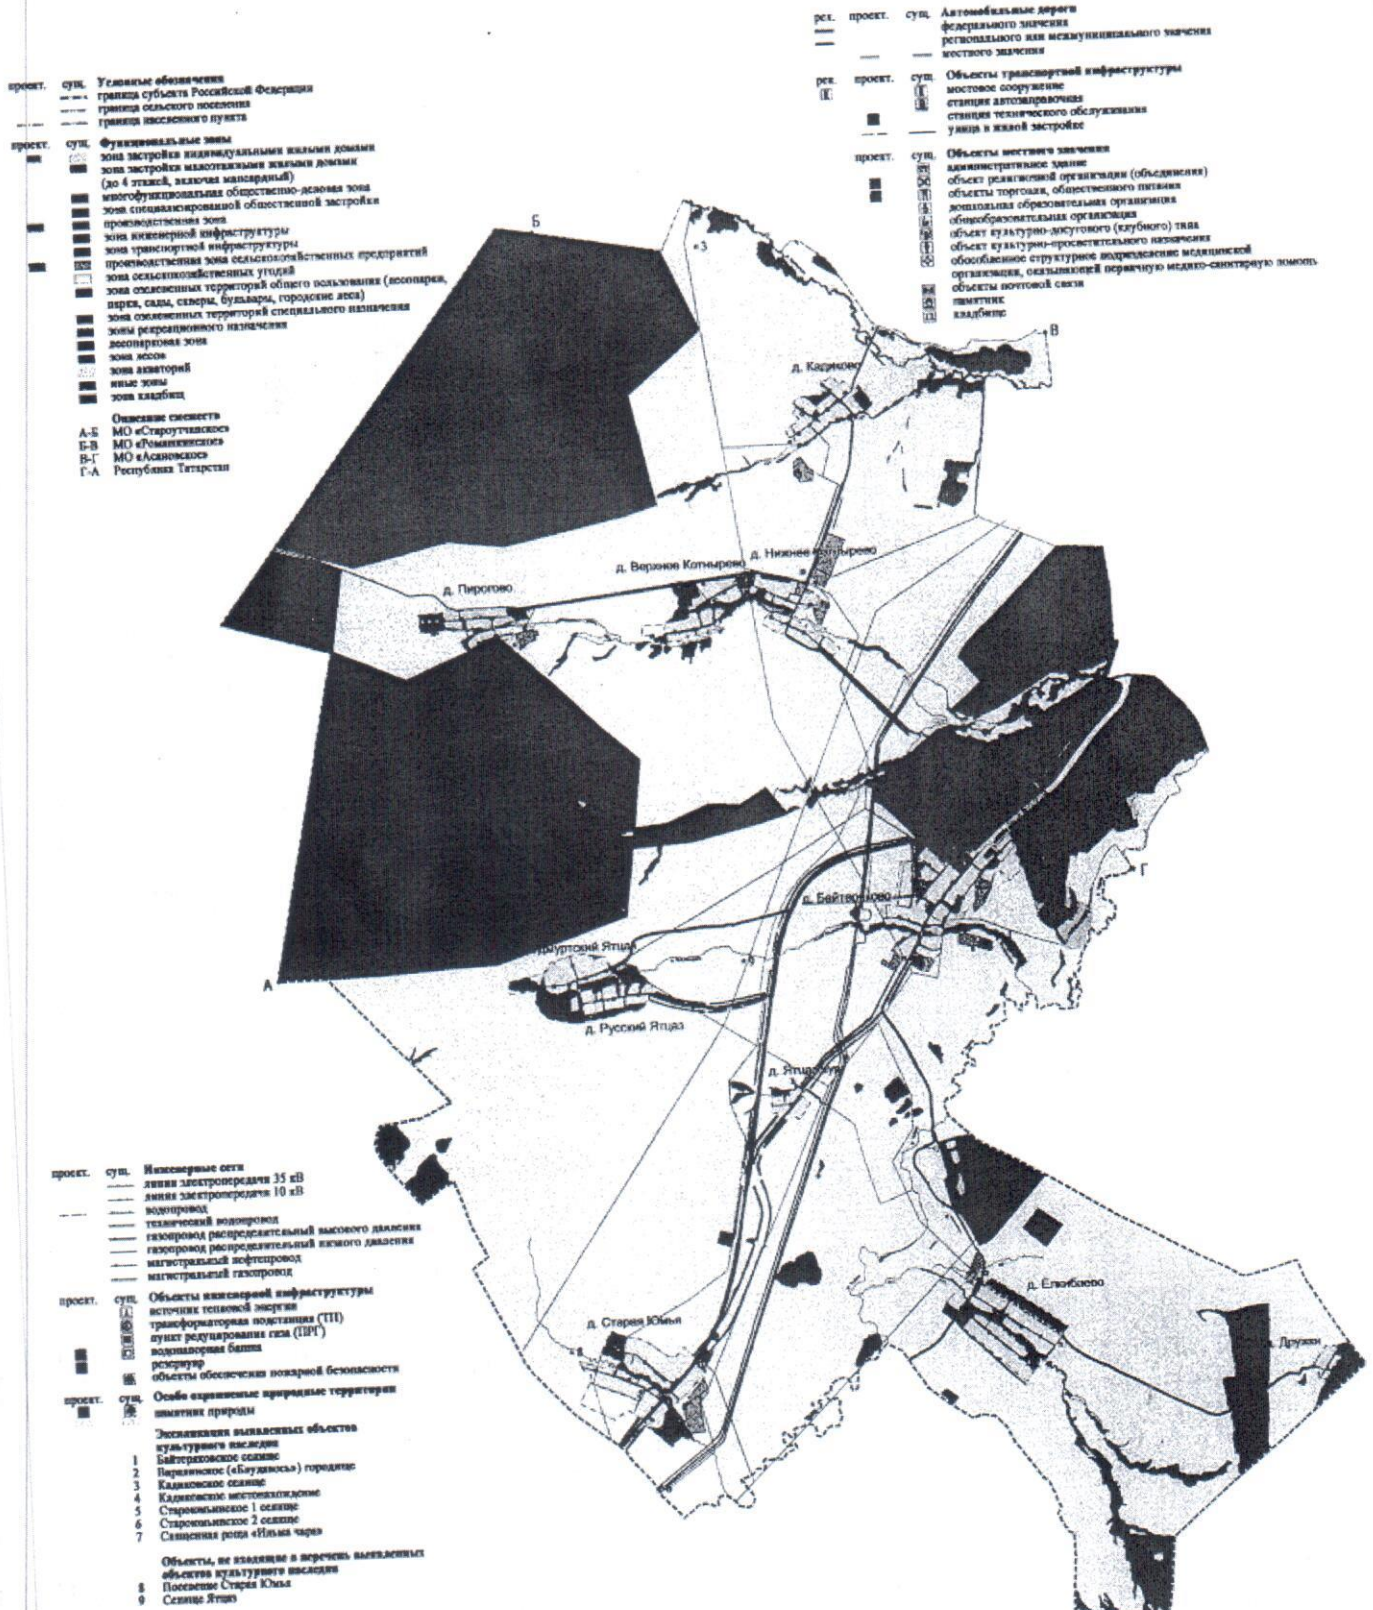 проект. сущ. Условные обозначения
граница субъекта Российской Федерации
граница сельского поселения
граница населенного пункта
проект. сущ. Функциональные зоны
зона застройки индивидуальными жилыми домами
зона застройки малоэтажными жилыми домами
(до 4 этажей, включая мансардный)
многофункциональная общественно-деловая зона
зона специализированной общественной застройки
производственная зона
зона инженерной инфраструктуры
зона транспортной инфраструктуры
производственная зона сельскохозяйственных предприятий
зона сельскохозяйственных угодий
зона озелененных территорий общего пользования (лесопарки,
парки, сады, скверы, бульвары, городские леса)
зона озелененных территорий специального назначения
зоны рекреационного назначения
лесопарковая зона
зона лесов
зона акваторий
иные зоны
зона кладбищ
Описание смежеств
А-Б МО «Староутчанское»
Б-В МО «Романкинское»
В-Г МО «Асановское»
Г-А Республика Татарстан
рек. проект. сущ. Автомобильные дороги
федерального значения
регионального или межмуниципального значения
местного значения
рек. проект. сущ. Объекты транспортной инфраструктуры
мостовое сооружение
станция автозаправочная
станция технического обслуживания
улица в жилой застройке
проект. сущ. Объекты местного значения
административное здание
объект религиозной организации (объединения)
объекты торговли, общественного питания
дошкольная образовательная организация
общеобразовательная организация
объект культурно-досугового (клубного) типа
объект культурно-просветительного назначения
обособленное структурное подразделение медицинской
организации, оказывающей первичную медико-санитарную помощь
объекты почтовой связи
памятник
кладбище
Б
3
В
д. Кадиково
д. Нижнее Котнырево
д. Верхнее Котнырево
д. Пирогово
Г
д. Байтеряково
Ятцаз
9
А
д. Русский Ятцаз
д. Елкибаево
д. Старая Юмья
Дружки
8
5
проект. сущ. Инженерные сети
линия электропередачи 35 кВ
линия электропередачи 10 кВ
водопровод
технический водопровод
газопровод распределительный высокого давления
газопровод распределительный низкого давления
магистральный нефтепровод
магистральный газопровод
проект. сущ. Объекты инженерной инфраструктуры
источник тепловой энергии
трансформаторная подстанция (ТП)
пункт редуцирования газа (ПРГ)
водонапорная башня
резервуар
объекты обеспечения пожарной безопасности
проект. сущ. Особо охраняемые природные территории
памятник природы
Экспликация выявленных объектов
культурного наследия
1 Байтеряковское селище
2 городище
3 Кадиковское селище
4 Кадиковское местонахождение
5 Староюмьинское 1 селище
6 Староюмьинское 2 селище
7 Священная роща
Объекты, не входящие в перечень выявленных
объектов культурного наследия
8 Поселение Старая Юмья
9 Селище Ятцаз